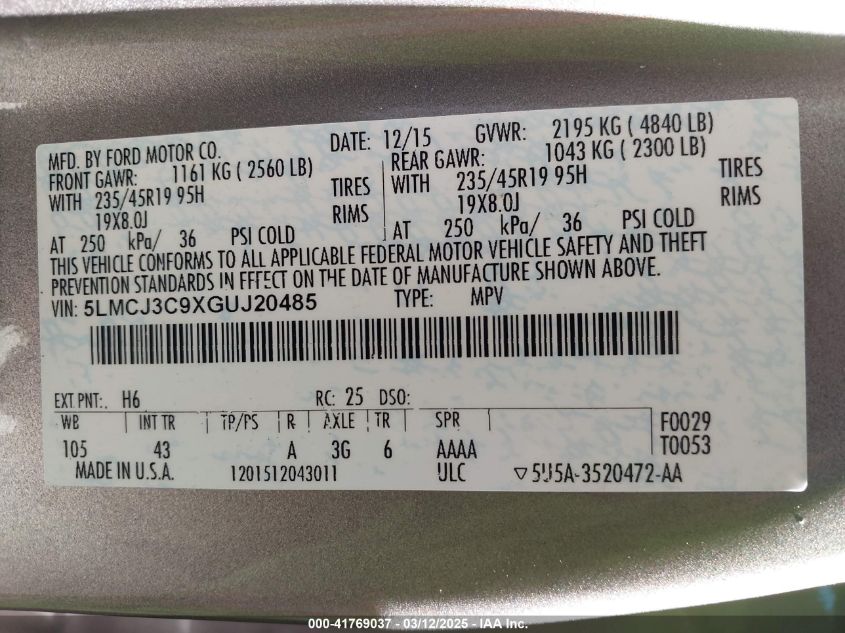 MFD. BY FORD MOTOR CO. DATE: 12/15 GVWR: 2195 KG ( 4840 LB)
FRONT GAWR: 1161 KG ( 2560 LB) REAR GAWR: 1043 KG ( 2300 LB)
WITH 235/45R19 95H TIRES WITH 235/45R19 95H TIRES
19X8.0J RIMS 19X8.0J RIMS
AT 250 kPa/ 36 PSI COLD AT 250 kPa/ 36 PSI COLD
THIS VEHICLE CONFORMS TO ALL APPLICABLE FEDERAL MOTOR VEHICLE SAFETY AND THEFT
PREVENTION STANDARDS IN EFFECT ON THE DATE OF MANUFACTURE SHOWN ABOVE.
VIN: 5LMCJ3C9XGUJ20485 TYPE: MPV
EXT PNT: H6 RC: 25 DSO:
WB INT TR TP/PS R AXLE TR SPR F0029
105 43 A 3G 6 AAAA T0053
MADE IN U.S.A. 1201512043011 ULC ▽5U5A-3520472-AA
000-41769037 - 03/12/2025 - IAA Inc.